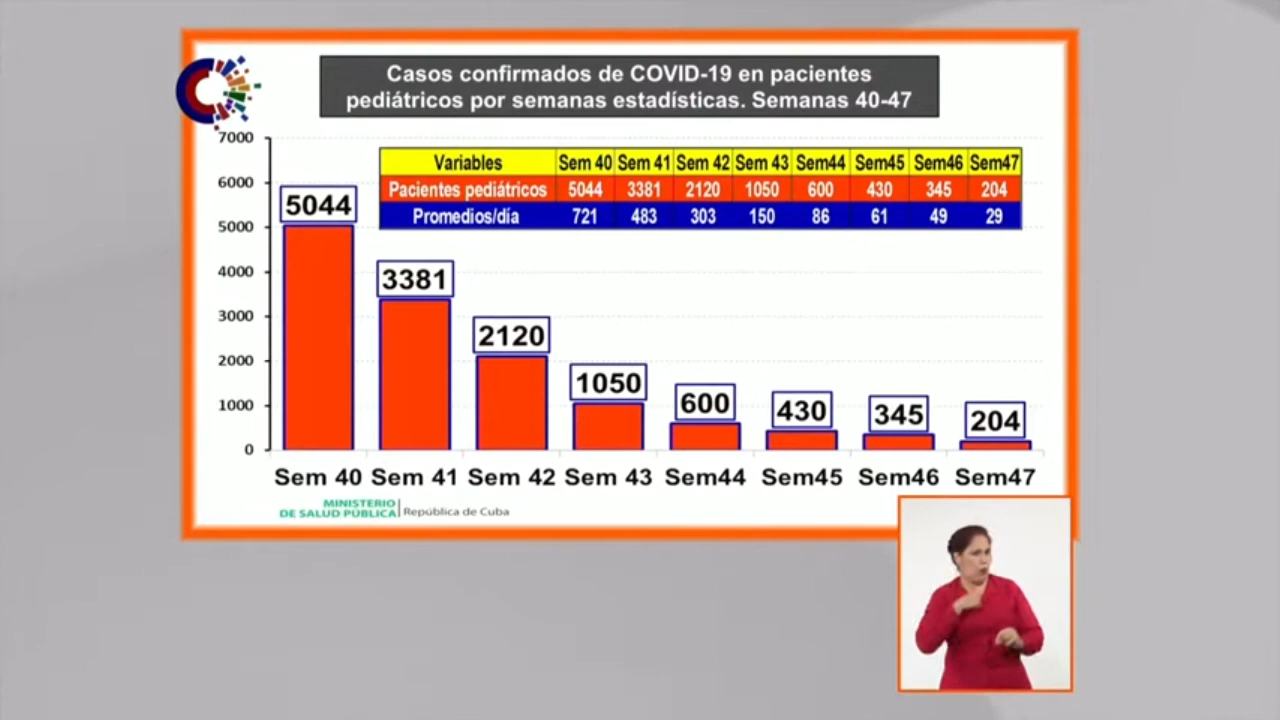 Casos confirmados de COVID-19 en pacientes
pediátricos por semanas estadísticas. Semanas 40-47
7000
6000
5000
4000
3000
2000
1000
0
Variables Sem 40 Sem 41 Sem 42 Sem 43 Sem44 Sem45 Sem46 Sem47
Pacientes pediátricos 5044 3381 2120 1050 600 430 345 204
Promedios/día 721 483 303 150 86 61 49 29
5044
3381
2120
1050
600
430
345
204
Sem 40 Sem 41 Sem 42 Sem 43 Sem44 Sem45 Sem46 Sem47
MINISTERIO
DE SALUD PÚBLICA República de Cuba